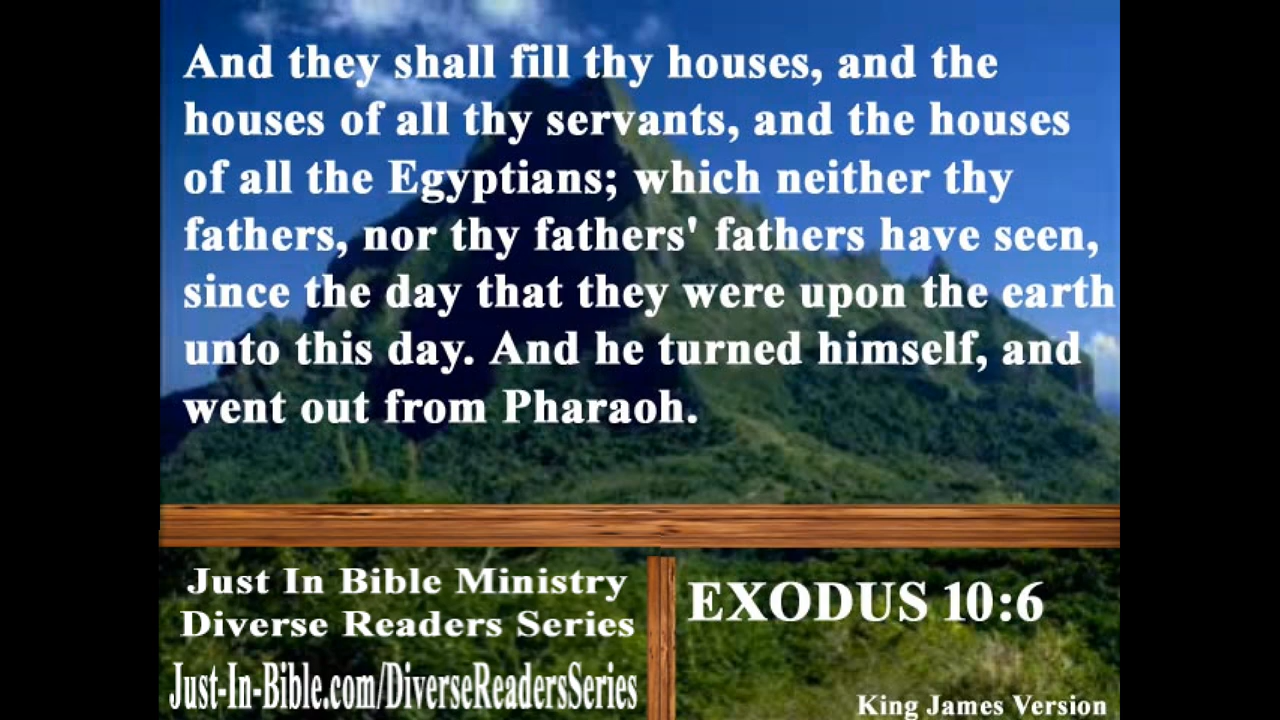 And they shall fill thy houses, and the
houses of all thy servants, and the houses
of all the Egyptians; which neither thy
fathers, nor thy fathers' fathers have seen,
since the day that they were upon the earth
unto this day. And he turned himself, and
went out from Pharaoh.
Just In Bible Ministry
Diverse Readers Series
Just-In-Bible.com/DiverseReadersSeries
EXODUS 10:6
King James Version